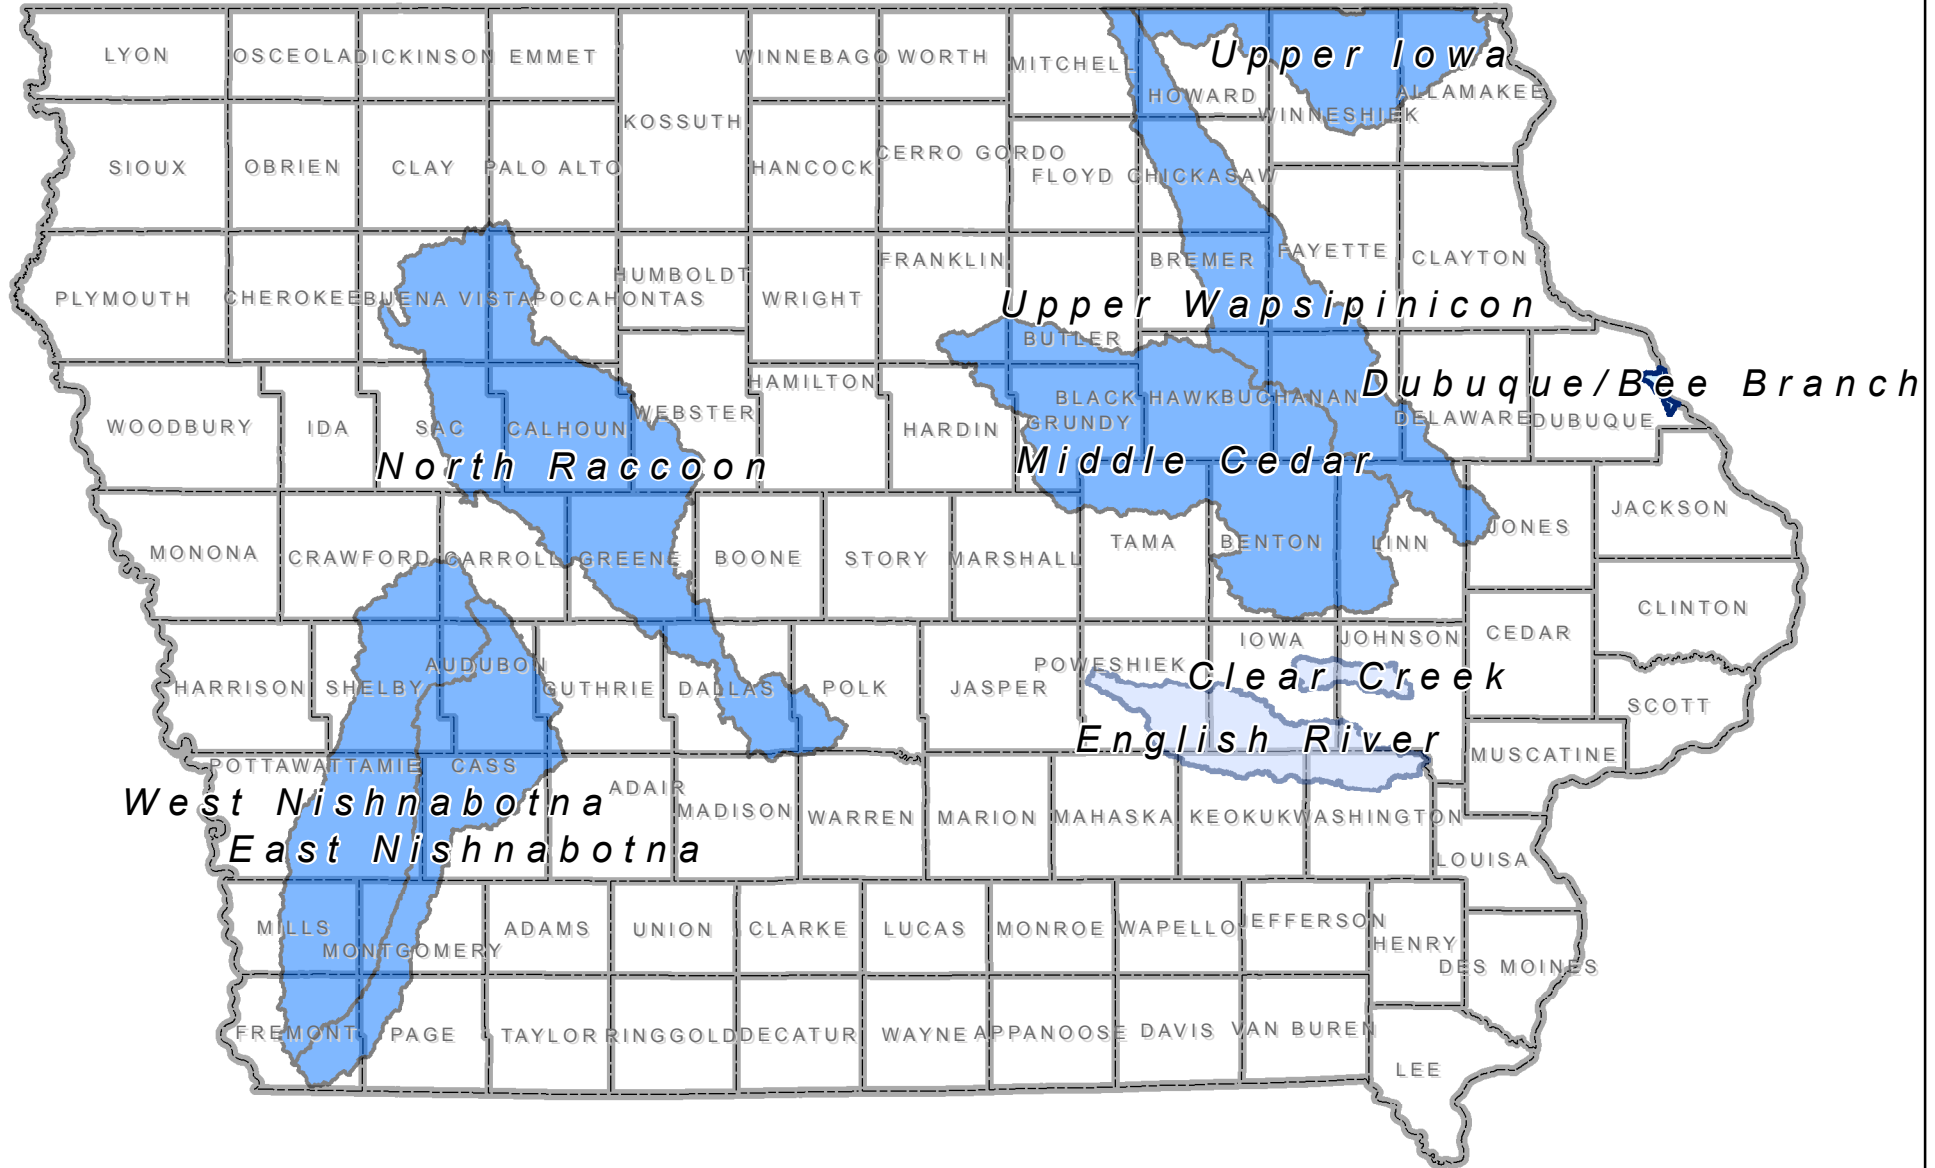 LYON
OSCEOLA
DICKINSON
EMMET
WINNEBAGO
WORTH
MITCHELL
Upper Iowa
HOWARD
ALLAMAKEE
WINNESHIEK
KOSSUTH
SIOUX
OBRIEN
CLAY
PALO ALTO
HANCOCK
CERRO GORDO
FLOYD
CHICKASAW
PLYMOUTH
CHEROKEE
BUENA VISTA
POCAHONTAS
HUMBOLDT
WRIGHT
FRANKLIN
BREMER
FAYETTE
CLAYTON
Upper Wapsipinicon
BUTLER
Dubuque/Bee Branch
WOODBURY
IDA
SAC
CALHOUN
WEBSTER
HAMILTON
HARDIN
GRUNDY
BLACK HAWK
BUCHANAN
DELAWARE
DUBUQUE
North Raccoon
Middle Cedar
MONONA
CRAWFORD
CARROLL
GREENE
BOONE
STORY
MARSHALL
TAMA
BENTON
LINN
JONES
JACKSON
CLINTON
HARRISON
SHELBY
AUDUBON
GUTHRIE
DALLAS
POLK
JASPER
POWESHIEK
IOWA
JOHNSON
CEDAR
SCOTT
Clear Creek
English River
MUSCATINE
POTTAWATTAMIE
CASS
ADAIR
MADISON
WARREN
MARION
MAHASKA
KEOKUK
WASHINGTON
LOUISA
West Nishnabotna
East Nishnabotna
MILLS
MONTGOMERY
ADAMS
UNION
CLARKE
LUCAS
MONROE
WAPELLO
JEFFERSON
HENRY
DES MOINES
FREMONT
PAGE
TAYLOR
RINGGOLD
DECATUR
WAYNE
APPANOOSE
DAVIS
VAN BUREN
LEE